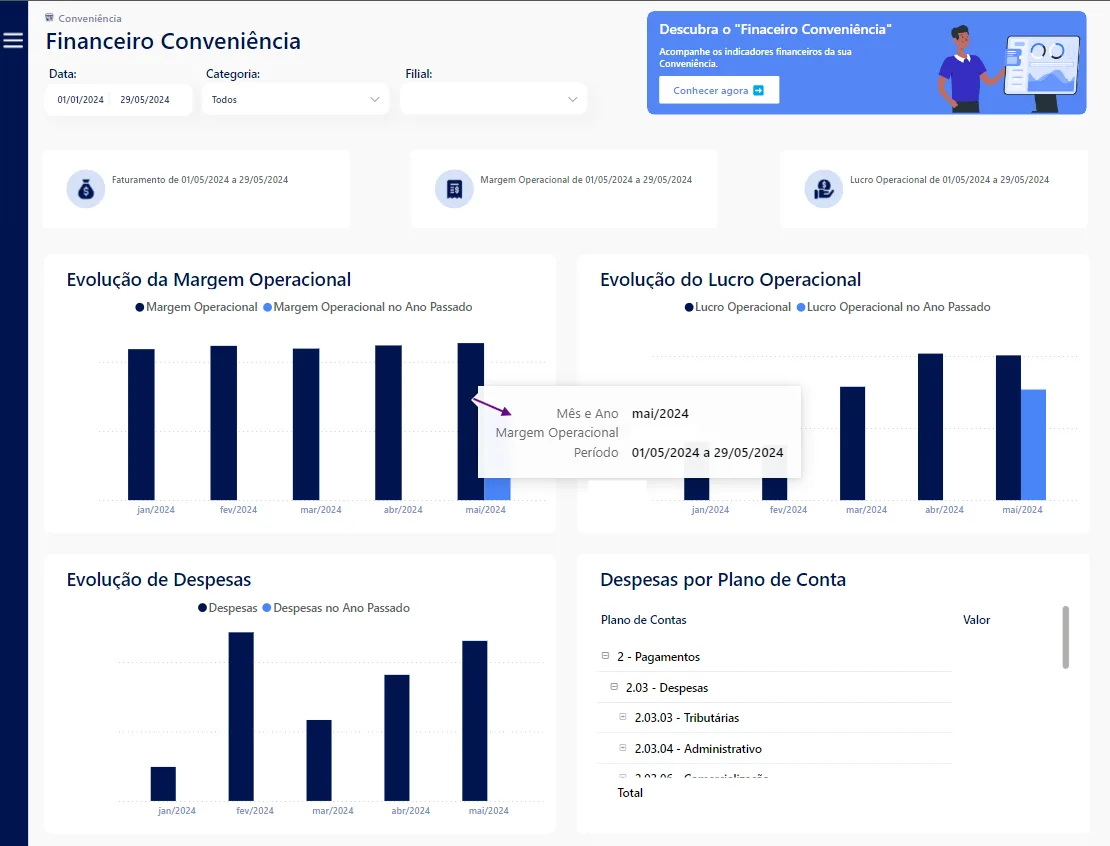 Conveniência
Financeiro Conveniência
Data:
Categoria:
Filial:
01/01/2024
29/05/2024
Todos
Descubra o "Finaceiro Conveniência"
Acompanhe os indicadores financeiros da sua
Conveniência.
Conhecer agora
Faturamento de 01/05/2024 a 29/05/2024
Margem Operacional de 01/05/2024 a 29/05/2024
Lucro Operacional de 01/05/2024 a 29/05/2024
Evolução da Margem Operacional
Margem Operacional
Margem Operacional no Ano Passado
jan/2024
fev/2024
mar/2024
abr/2024
mai/2024
Mês e Ano mai/2024
Margem Operacional
Período 01/05/2024 a 29/05/2024
Evolução do Lucro Operacional
Lucro Operacional
Lucro Operacional no Ano Passado
jan/2024
fev/2024
mar/2024
abr/2024
mai/2024
Evolução de Despesas
Despesas
Despesas no Ano Passado
jan/2024
fev/2024
mar/2024
abr/2024
mai/2024
Despesas por Plano de Conta
Plano de Contas
Valor
2 - Pagamentos
2.03 - Despesas
2.03.03 - Tributárias
2.03.04 - Administrativo
Total